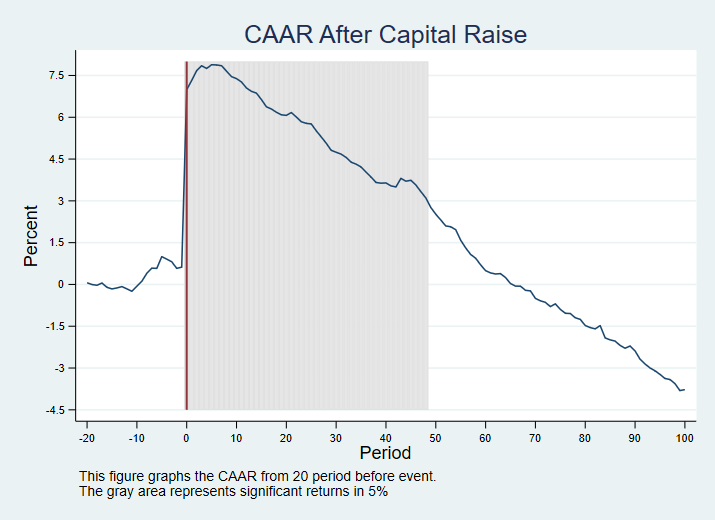 CAAR After Capital Raise
Percent
7.5
6
4.5
3
1.5
0
-1.5
-3
-4.5
-20 -10 0 10 20 30 40 50 60 70 80 90 100
Period
This figure graphs the CAAR from 20 period before event.
The gray area represents significant returns in 5%